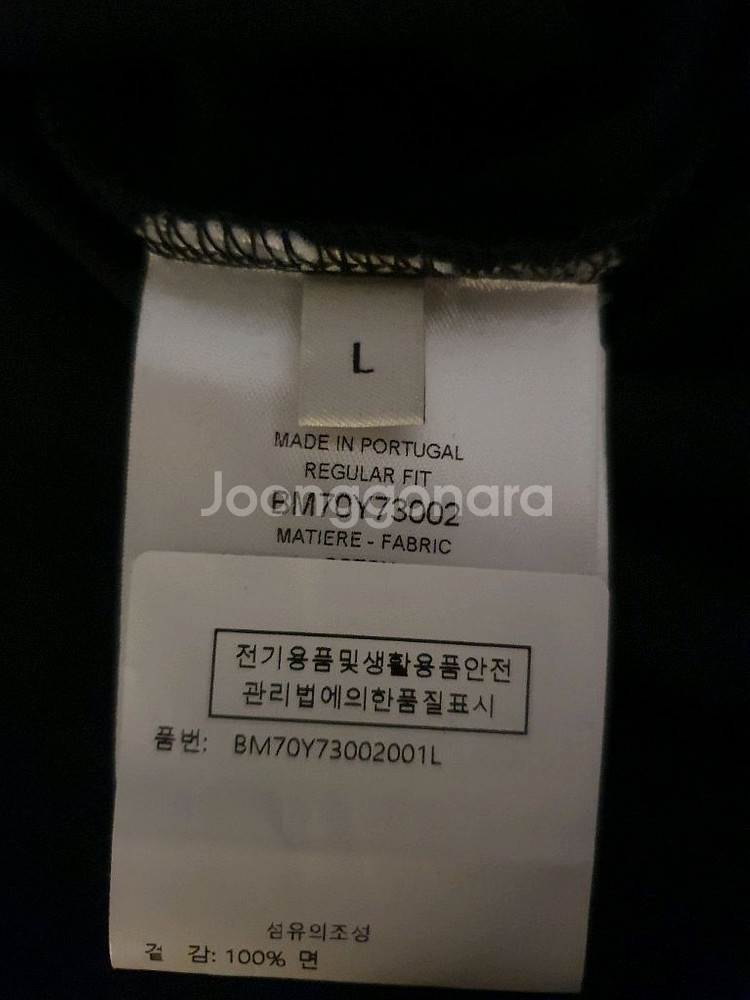 L
MADE IN PORTUGAL
REGULAR FIT
Joonggonara
BM70Y73002
MATIERE - FABRIC
전기용품및생활용품안전
관리법에의한품질표시
품번: BM70Y73002001L
섬유의조성
겉 감: 100% 면